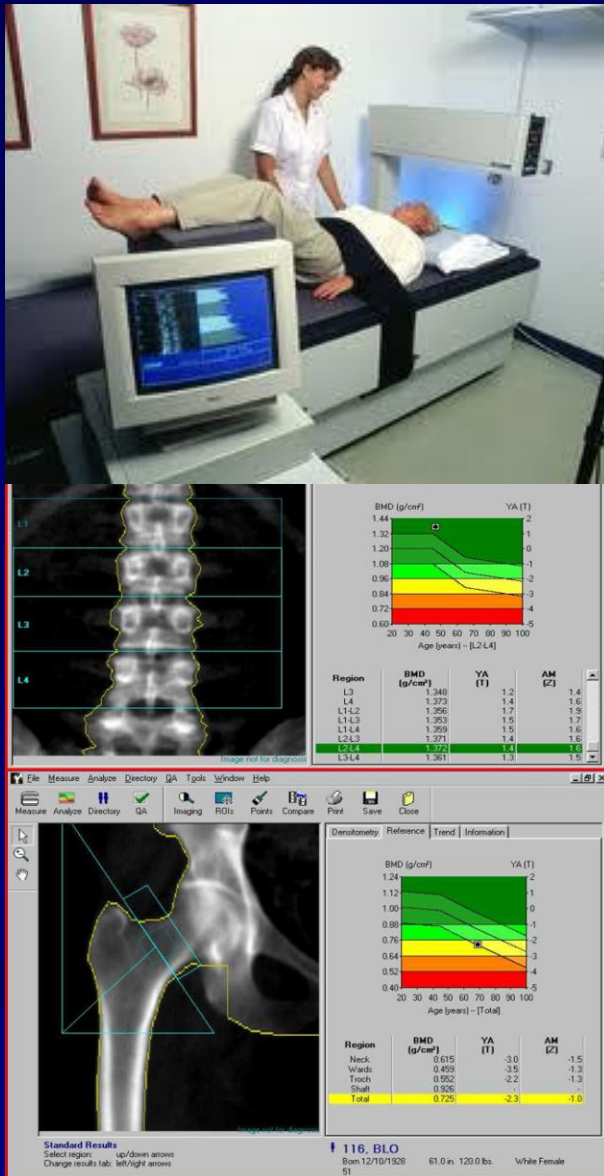 L1
L2
L3
L4
Image not for diagnosis
BMD (g/cm²) YA (T)
1.44 2
1.32 1
1.20 0
1.08 -1
0.96 -2
0.84 -3
0.72 -4
0.60 -5
20 30 40 50 60 70 80 90 100
Age (years) - [L2-L4]
Region BMD (g/cm²) YA (T) AM (Z)
L3 1.348 1.2 1.4
L4 1.373 1.4 1.6
L1-L2 1.356 1.7 1.9
L1-L3 1.353 1.5 1.7
L1-L4 1.359 1.5 1.6
L2-L3 1.371 1.4 1.6
L2-L4 1.372 1.4 1.6
L3-L4 1.361 1.3 1.5
File Measure Analyze Directory QA Tools Window Help
Measure Analyze Directory QA Imaging ROIs Points Compare Print Save Close
Densitometry Reference Trend Information
BMD (g/cm²) YA (T)
1.24 2
1.12 1
1.00 0
0.88 -1
0.76 -2
0.64 -3
0.52 -4
0.40 -5
20 30 40 50 60 70 80 90 100
Age (years) - [Total]
Region BMD (g/cm²) YA (T) AM (Z)
Neck 0.615 -3.0 -1.5
Wards 0.459 -3.5 -1.3
Troch 0.552 -2.2 -1.3
Shaft 0.926 - -
Total 0.725 -2.3 -1.0
Image not for diagnosis
Standard Results
Select region: up/down arrows
Change results tab: left/right arrows
116, BLO
Born 12/10/1928 61.0 in. 120.0 lbs. White Female
51